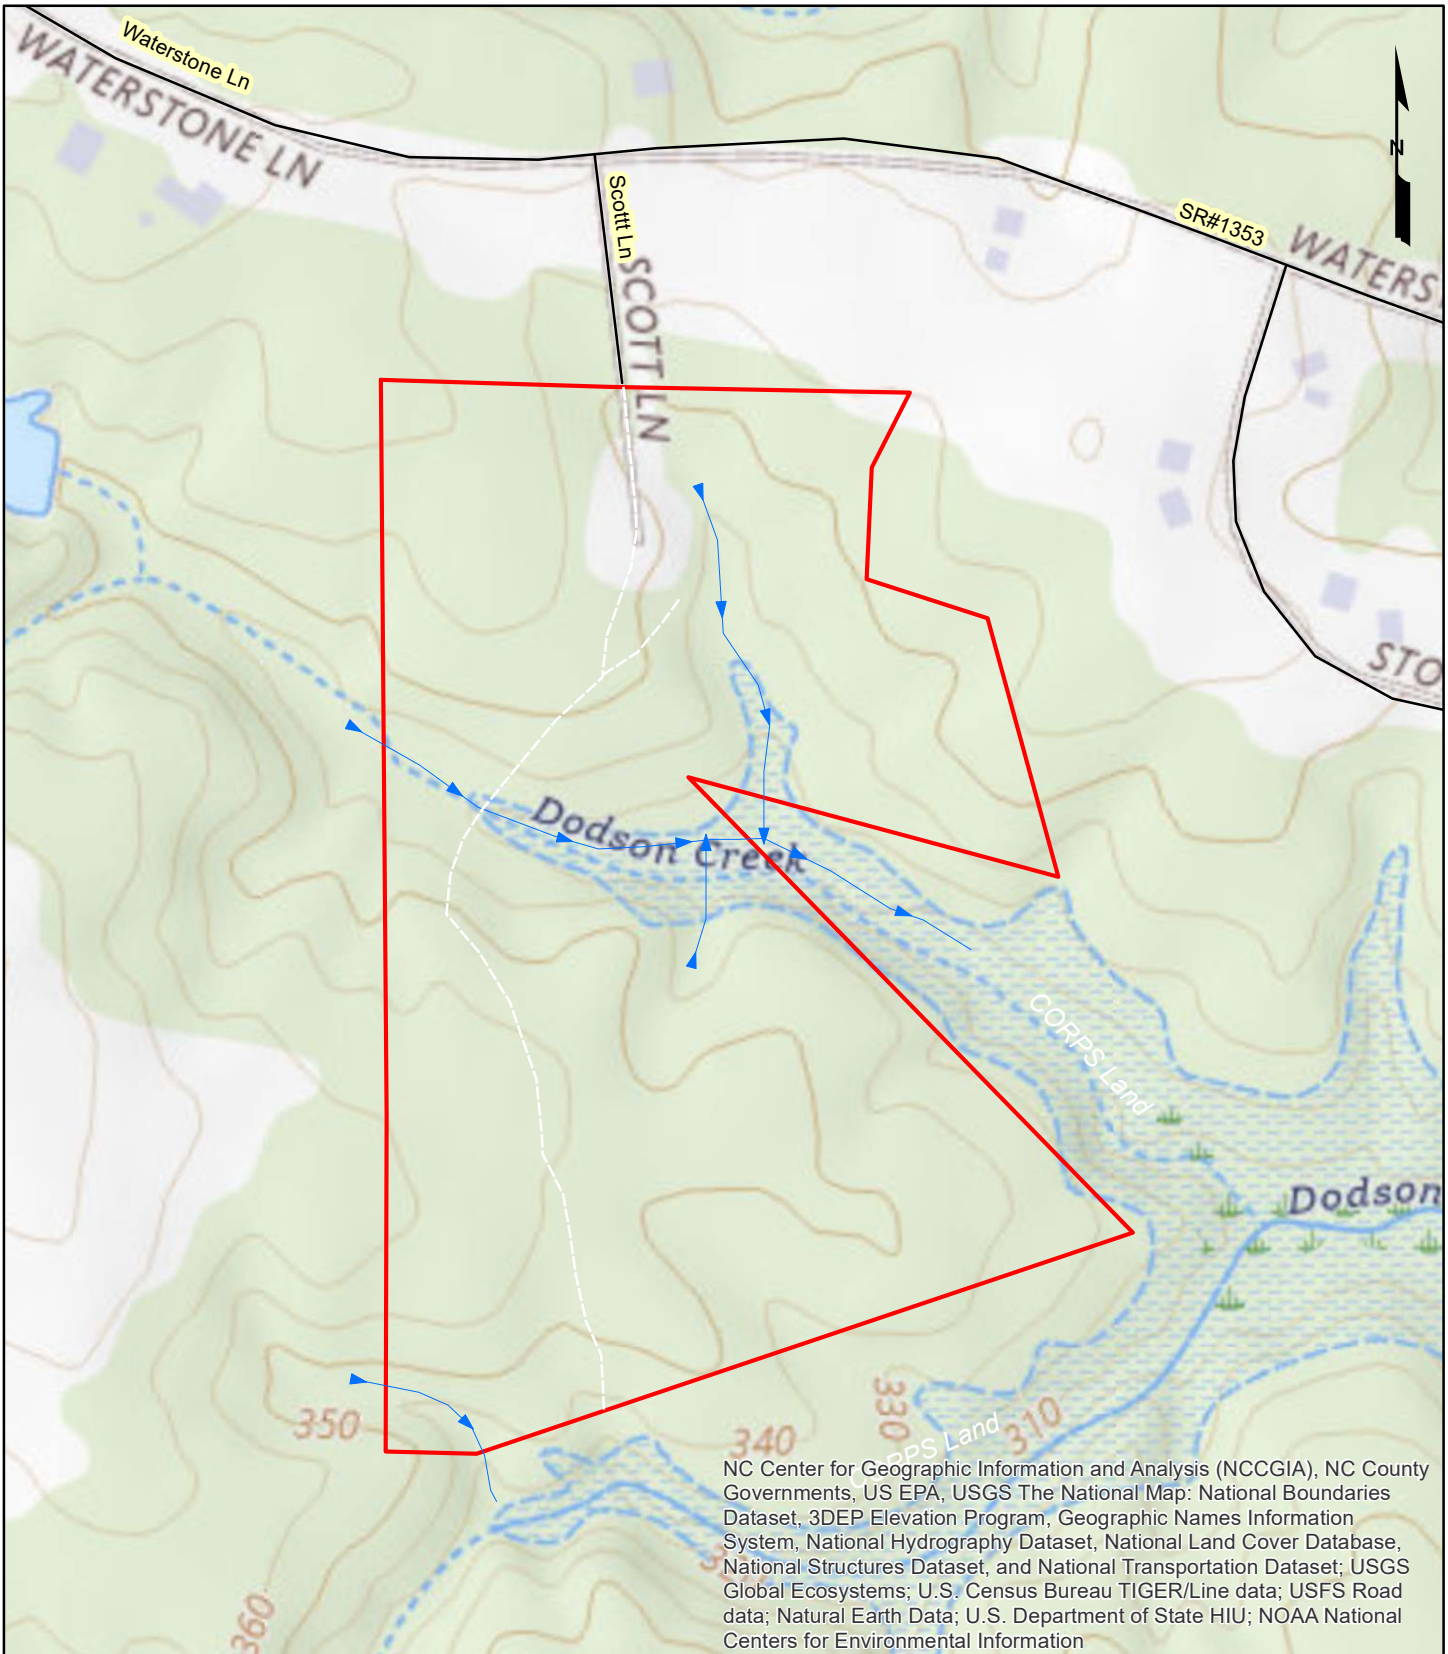 Waterstone Ln
WATERSTONE LN
N
Scottt Ln
SR#1353
WATERS
SCOTT LN
STO
Dodson Creek
CORPS Land
Dodson
350
340
330
310
CORPS Land
360
NC Center for Geographic Information and Analysis (NCCGIA), NC County
Governments, US EPA, USGS The National Map: National Boundaries
Dataset, 3DEP Elevation Program, Geographic Names Information
System, National Hydrography Dataset, National Land Cover Database,
National Structures Dataset, and National Transportation Dataset; USGS
Global Ecosystems; U.S. Census Bureau TIGER/Line data; USFS Road
data; Natural Earth Data; U.S. Department of State HIU; NOAA National
Centers for Environmental Information